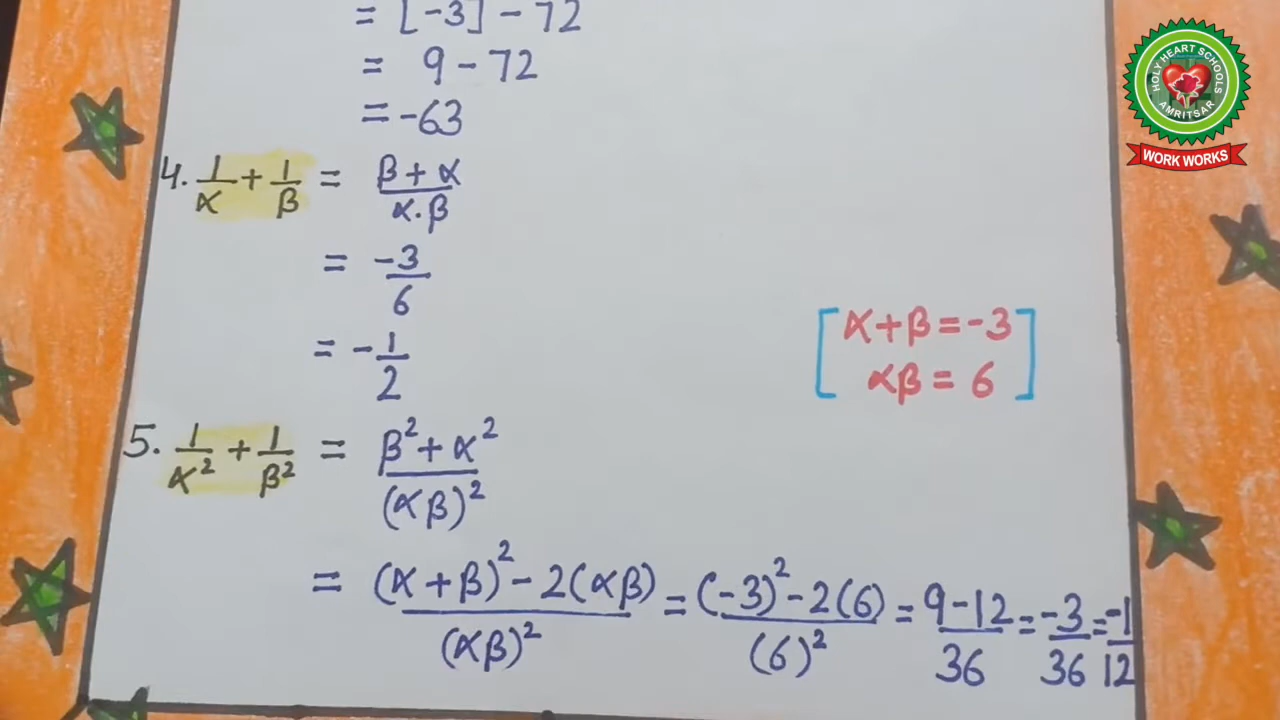 = [-3] - 72
= 9 - 72
= -63
4. 1/α + 1/β = β + α / α . β
= -3/6
= -1/2
[α + β = -3
αβ = 6]
5. 1/α² + 1/β² = β² + α² / (αβ)²
= (α + β)² - 2(αβ) / (αβ)² = (-3)² - 2(6) / (6)² = 9 - 12 / 36 = -3/36 = -1/12
HOLY HEART SCHOOLS
AMRITSAR
WORK WORKS